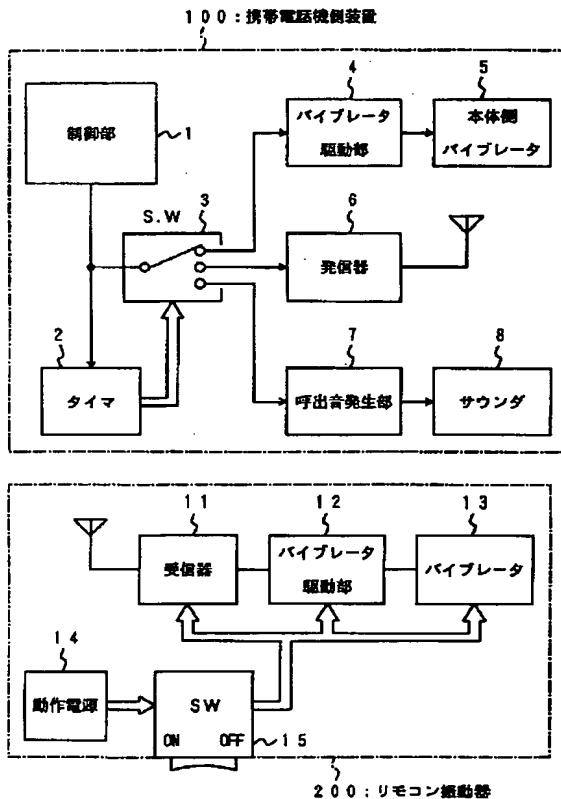 100：携帯電話機側装置
制御部
1
S.W
3
2
タイマ
4
バイブレータ
駆動部
5
本体側
バイブレータ
6
発信器
7
呼出音発生部
8
サウンダ
11
受信器
12
バイブレータ
駆動部
13
バイブレータ
14
動作電源
SW
ON OFF
15
200：リモコン振動器